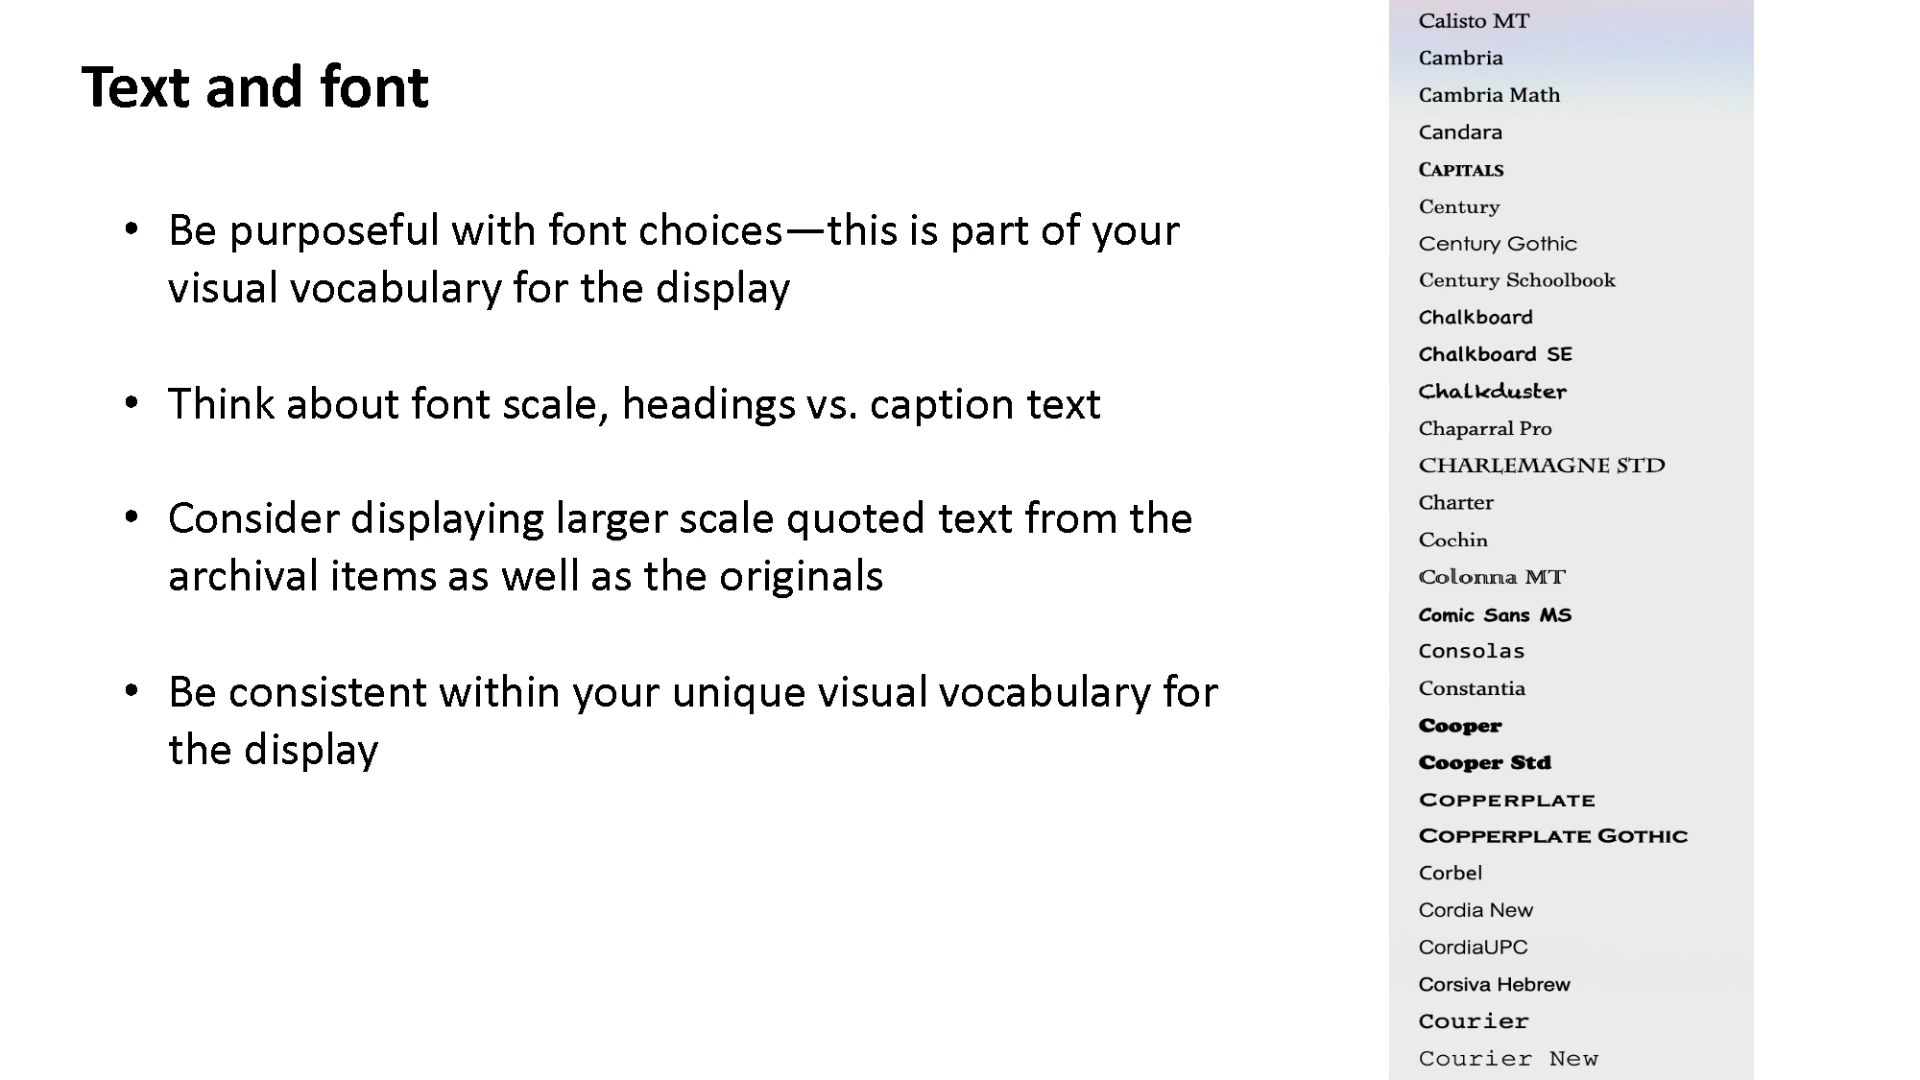 Text and font
• Be purposeful with font choices—this is part of your
visual vocabulary for the display
• Think about font scale, headings vs. caption text
• Consider displaying larger scale quoted text from the
archival items as well as the originals
• Be consistent within your unique visual vocabulary for
the display
Calisto MT
Cambria
Cambria Math
Candara
CAPITALS
Century
Century Gothic
Century Schoolbook
Chalkboard
Chalkboard SE
Chalkduster
Chaparral Pro
CHARLEMAGNE STD
Charter
Cochin
Colonna MT
Comic Sans MS
Consolas
Constantia
Cooper
Cooper Std
COPPERPLATE
COPPERPLATE GOTHIC
Corbel
Cordia New
CordiaUPC
Corsiva Hebrew
Courier
Courier New